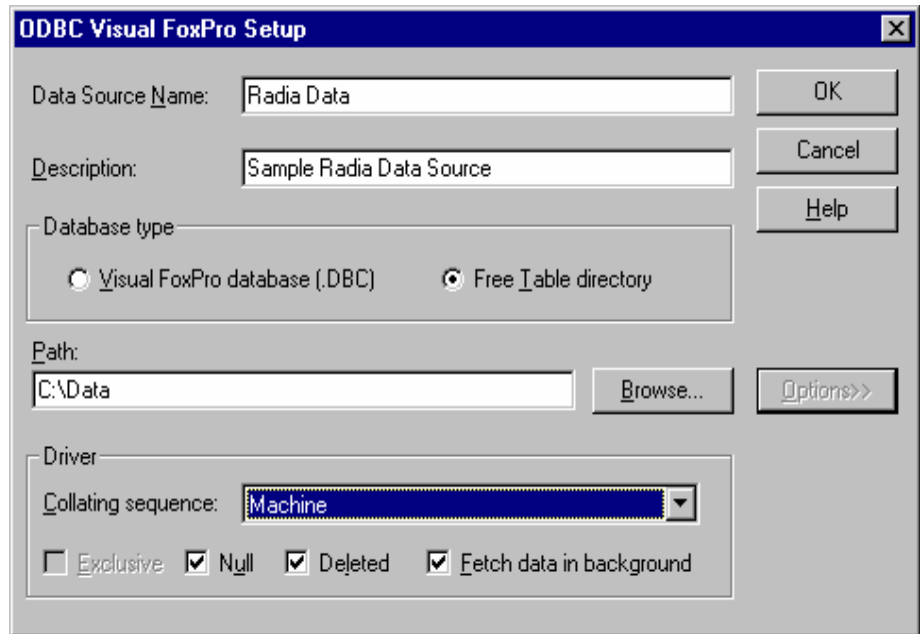 ODBC Visual FoxPro Setup
Data Source Name: Radia Data
OK
Description: Sample Radia Data Source
Cancel
Help
Database type
Visual FoxPro database (.DBC) Free Table directory
Path:
C:\Data Browse... Options>>
Driver
Collating sequence: Machine
Exclusive Null Deleted Fetch data in background